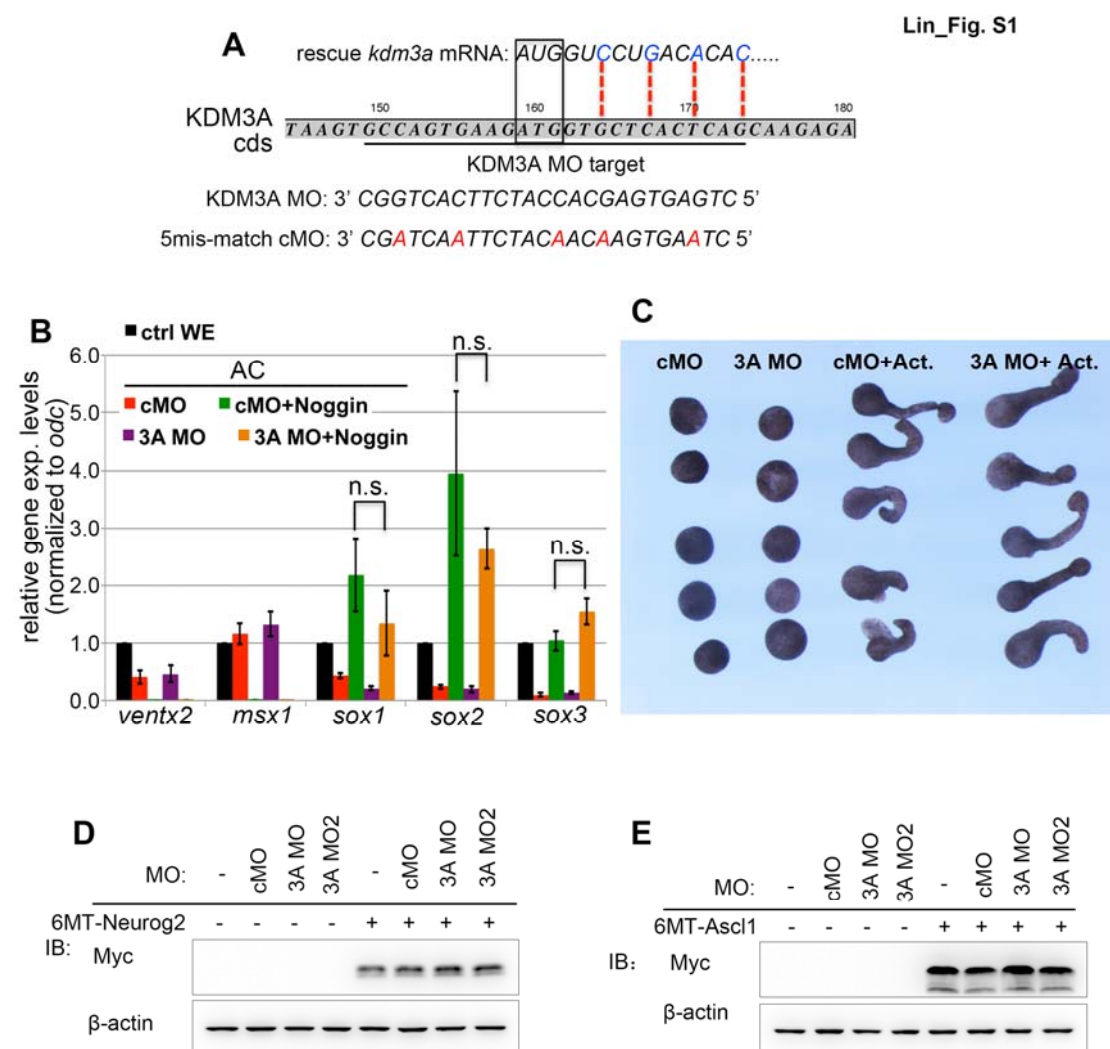 Lin_Fig. S1
A
rescue kdm3a mRNA: AUGGUCCUGACACAC.....
150 160 170 180
KDM3A cds
TAAGTGCCAGTGAAGATGGTGCTCACTCAGCAAGAGA
KDM3A MO target
KDM3A MO: 3’ CGGTCACTTCTACCACGAGTGAGTC 5’
5mis-match cMO: 3’ CGATCAATTCTACAACAAGTGAATC 5’
B
ctrl WE
AC
cMO cMO+Noggin
3A MO 3A MO+Noggin
n.s.
n.s.
n.s.
relative gene exp. levels
(normalized to odc)
6.0
5.0
4.0
3.0
2.0
1.0
0.0
ventx2 msx1 sox1 sox2 sox3
C
cMO 3A MO cMO+Act. 3A MO+ Act.
D
MO: - cMO 3A MO 3A MO2 - cMO 3A MO 3A MO2
6MT-Neurog2 - - - - + + + +
IB: Myc
β-actin
E
MO: - cMO 3A MO 3A MO2 - cMO 3A MO 3A MO2
6MT-Ascl1 - - - - + + + +
IB: Myc
β-actin